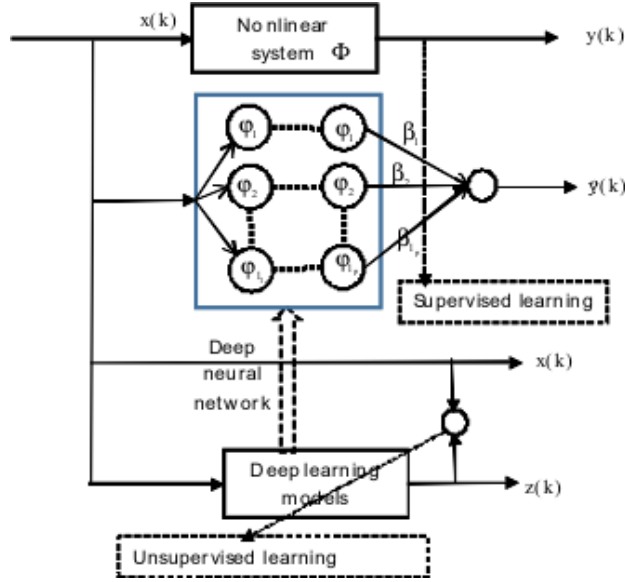 x(k)
Nonlinear
system Φ
y(k)
φ₁ φ₁
β₁
φ₂ φ₂
β₂
ŷ(k)
φ
φ
β
Supervised learning
Deep
neural
network
x(k)
Deep learning
models
z(k)
Unsupervised learning